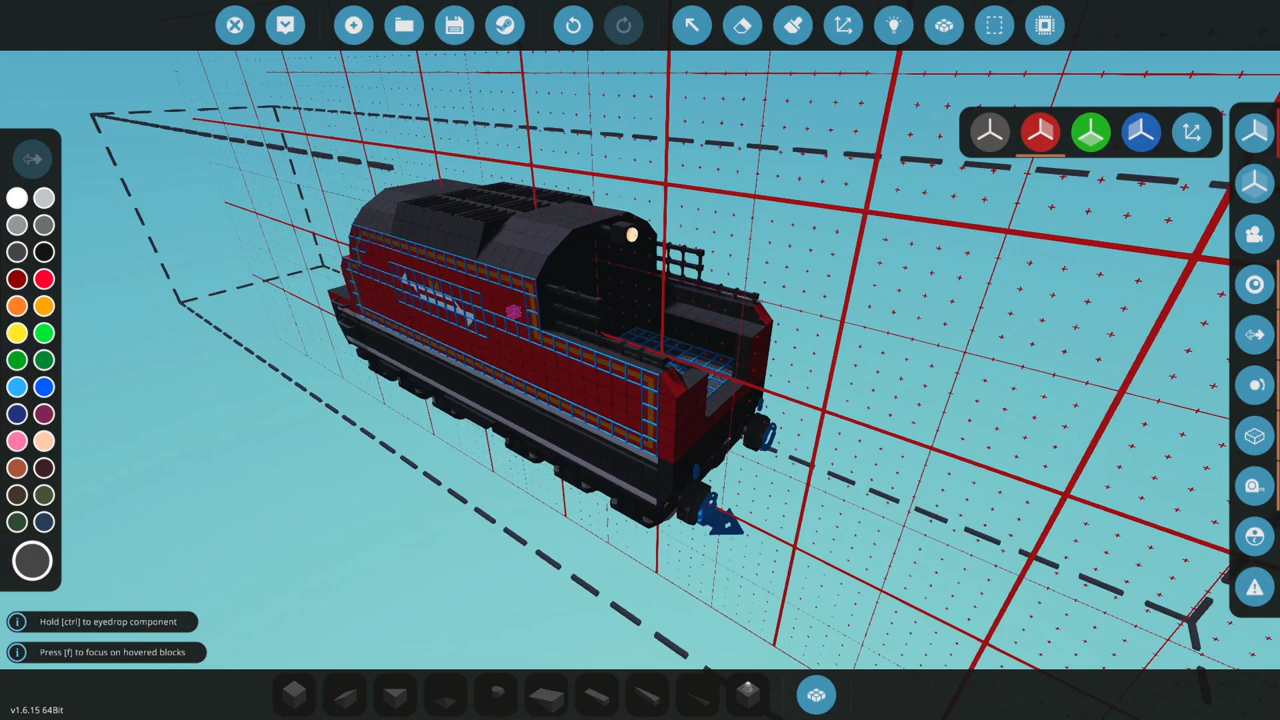 Hold [ctrl] to eyedrop component
Press [f] to focus on hovered blocks
v1.6.15 64Bit